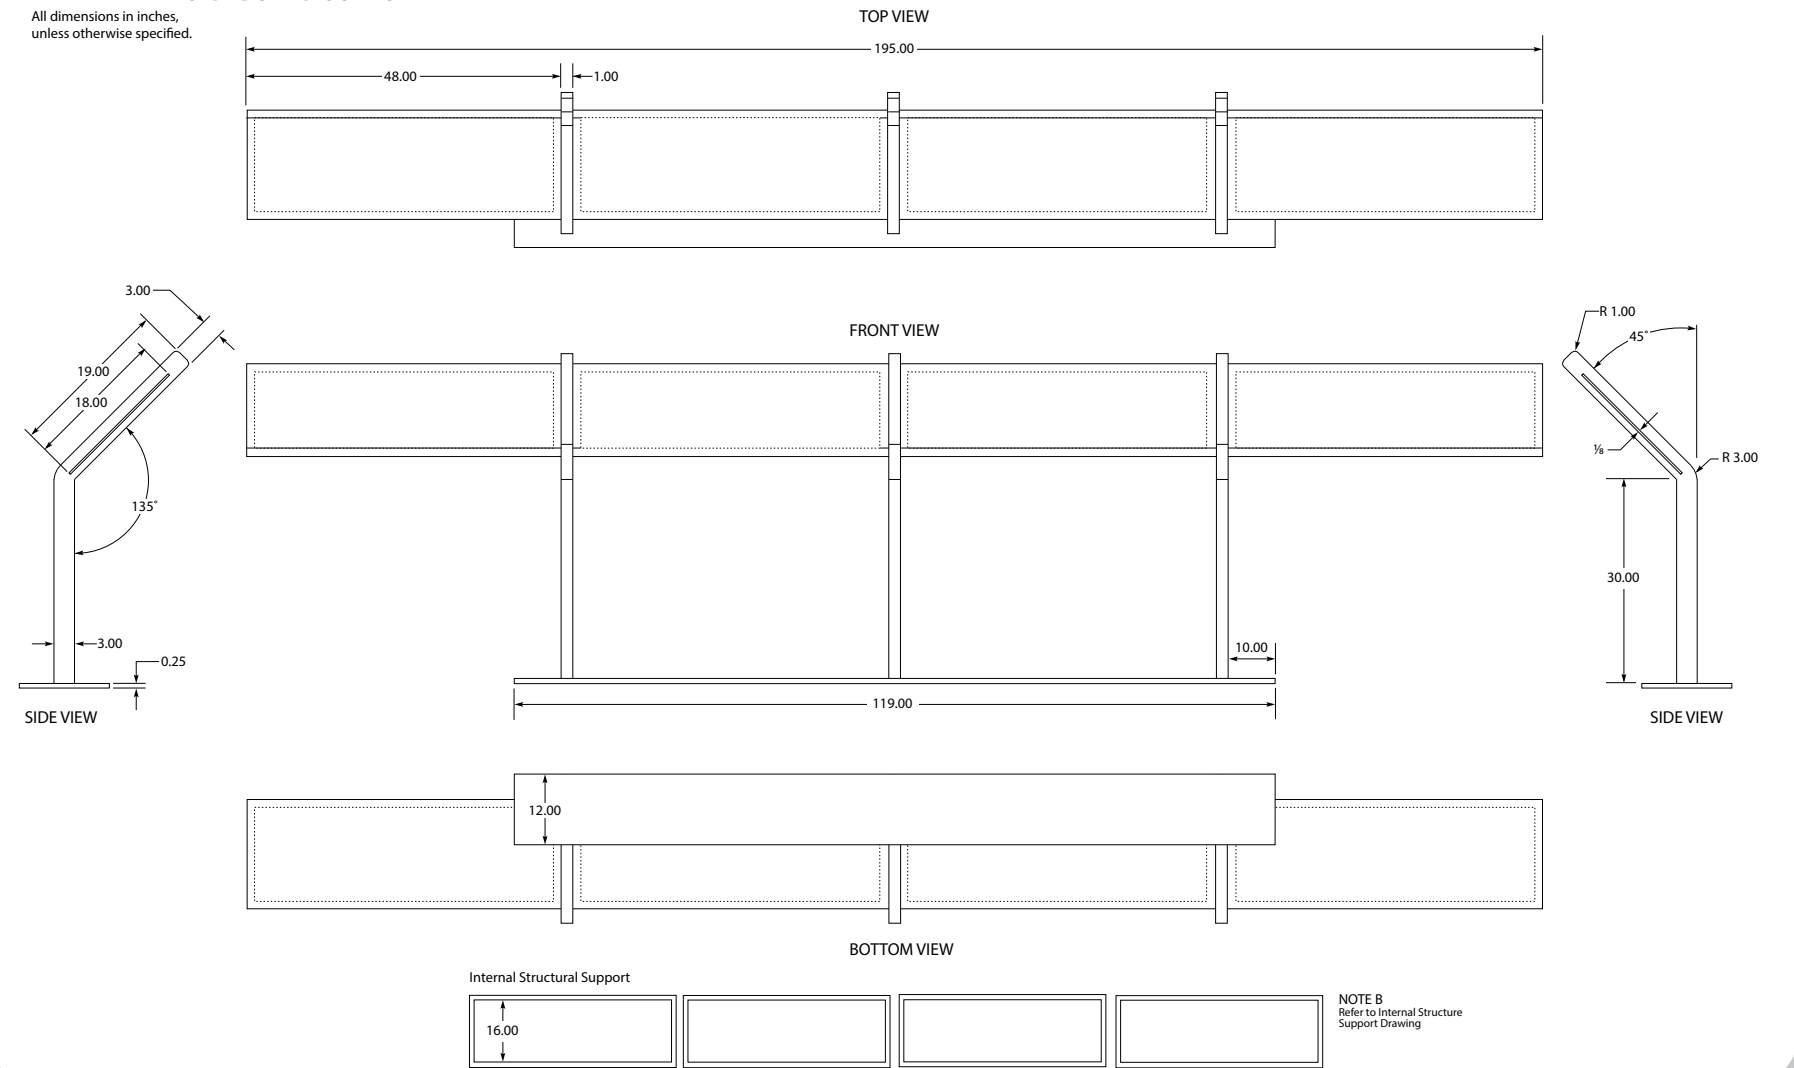 All dimensions in inches,
unless otherwise specified.
TOP VIEW
195.00
48.00
1.00
3.00
19.00
18.00
135°
3.00
0.25
SIDE VIEW
FRONT VIEW
10.00
119.00
R 1.00
45°
⅛
R 3.00
30.00
SIDE VIEW
12.00
BOTTOM VIEW
Internal Structural Support
16.00
NOTE B
Refer to Internal Structure
Support Drawing